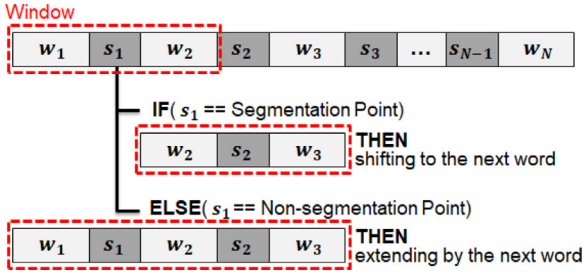 Window
w1 s1 w2 s2 w3 s3 ... sN−1 wN
IF( s1 == Segmentation Point)
w2 s2 w3
THEN
shifting to the next word
ELSE( s1 == Non-segmentation Point)
w1 s1 w2 s2 w3
THEN
extending by the next word